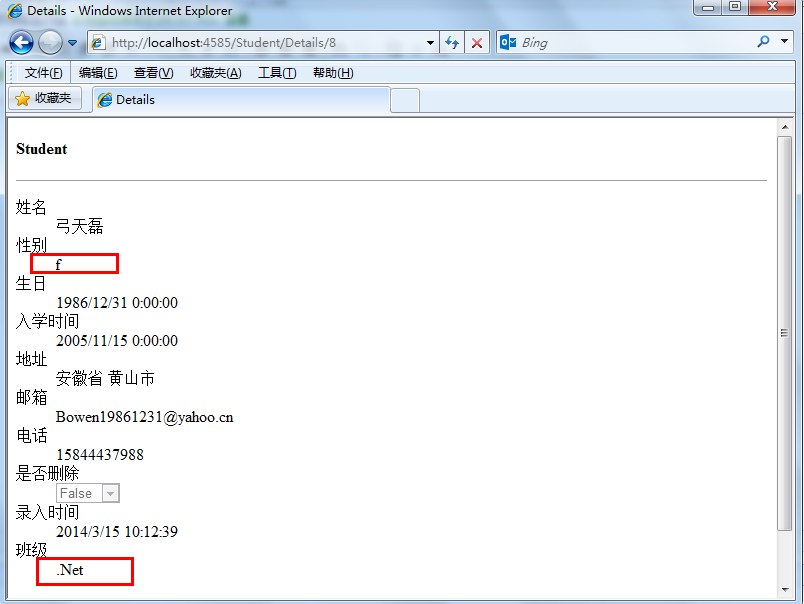 Details - Windows Internet Explorer
http://localhost:4585/Student/Details/8
Bing
文件(F) 编辑(E) 查看(V) 收藏夹(A) 工具(T) 帮助(H)
收藏夹 Details
Student
姓名
弓天磊
性别
f
生日
1986/12/31 0:00:00
入学时间
2005/11/15 0:00:00
地址
安徽省 黄山市
邮箱
Bowen19861231@yahoo.cn
电话
15844437988
是否删除
False
录入时间
2014/3/15 10:12:39
班级
.Net